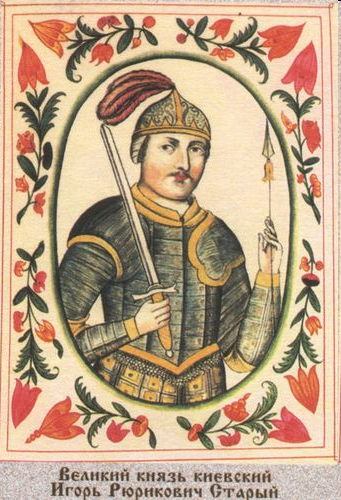 Великий князь киевский
Игорь Рюрикович Старый